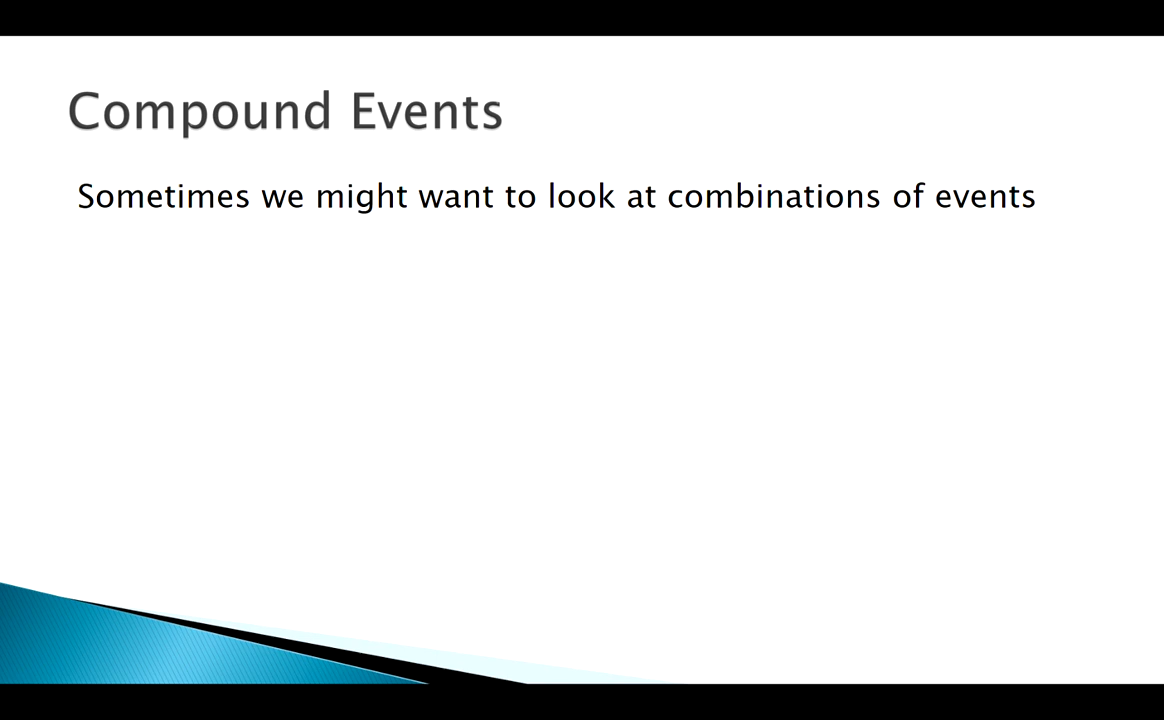 Compound Events
Sometimes we might want to look at combinations of events